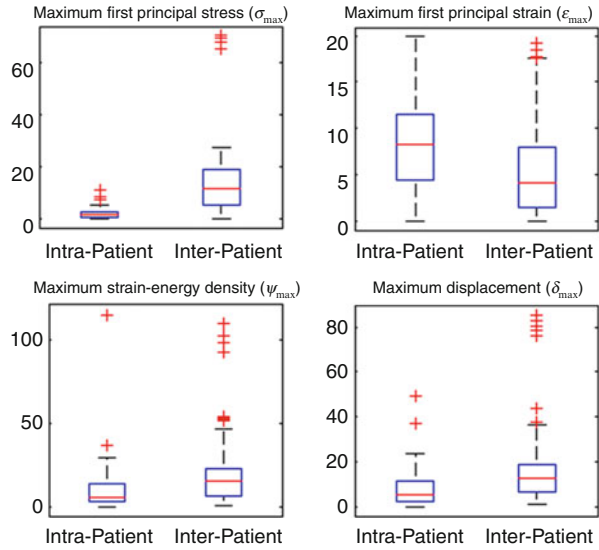 Maximum first principal stress (σmax)
60
40
20
0
Intra-Patient Inter-Patient
Maximum first principal strain (εmax)
20
15
10
5
0
Intra-Patient Inter-Patient
Maximum strain-energy density (ψmax)
100
50
0
Intra-Patient Inter-Patient
Maximum displacement (δmax)
80
60
40
20
0
Intra-Patient Inter-Patient